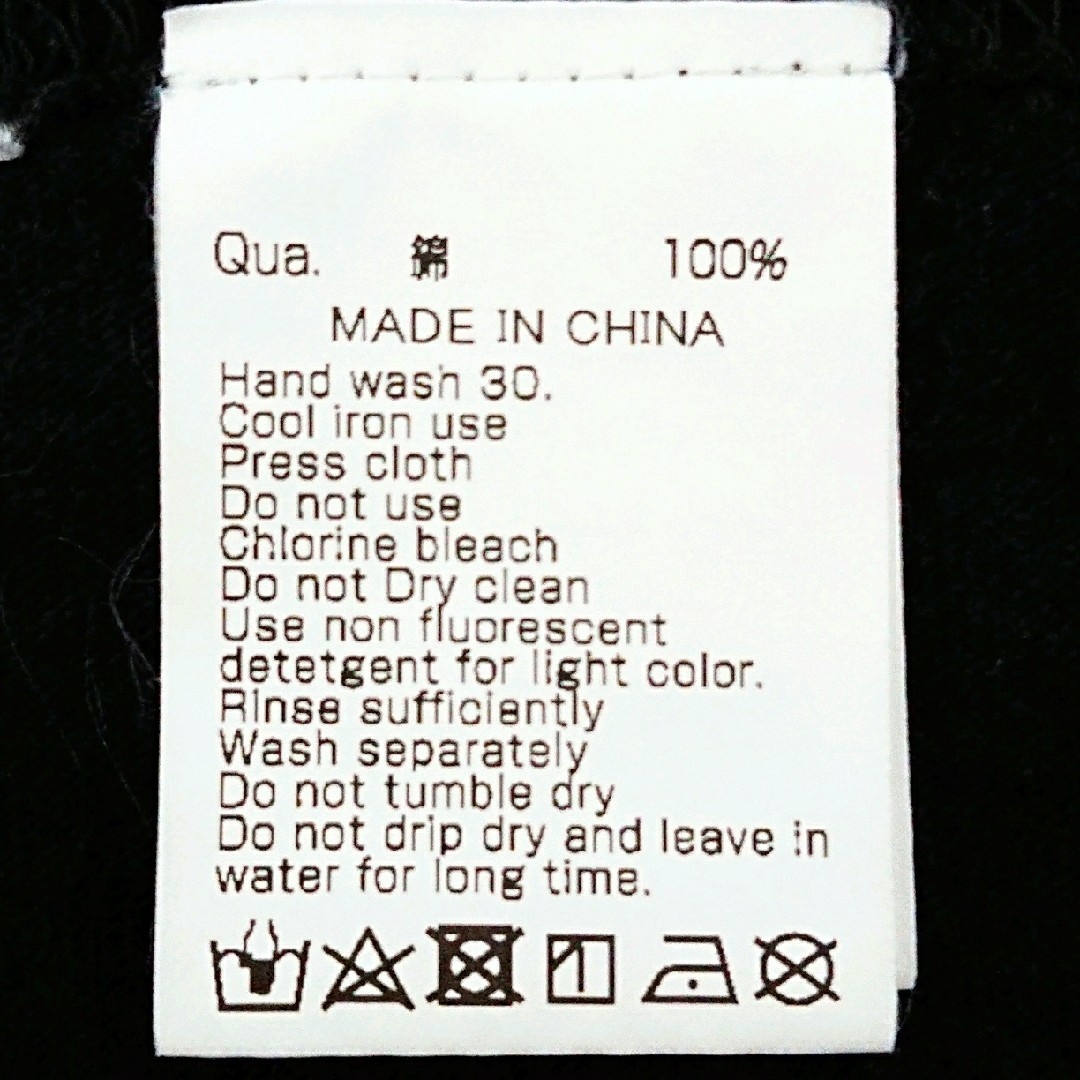 Qua. 綿 100%
MADE IN CHINA
Hand wash 30.
Cool iron use
Press cloth
Do not use
Chlorine bleach
Do not Dry clean
Use non fluorescent
detetgent for light color.
Rinse sufficiently
Wash separately
Do not tumble dry
Do not drip dry and leave in
water for long time.